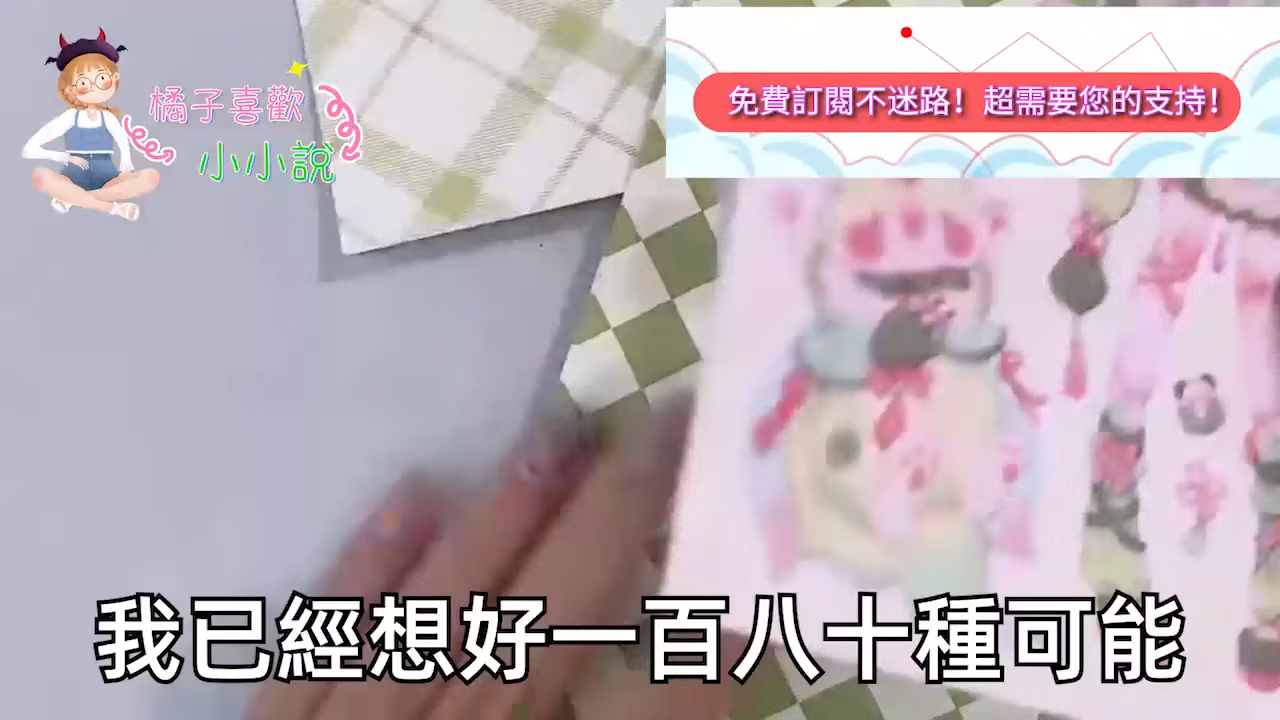 橘子喜歡
小小說
免費訂閱不迷路！超需要您的支持！
我已經想好一百八十種可能